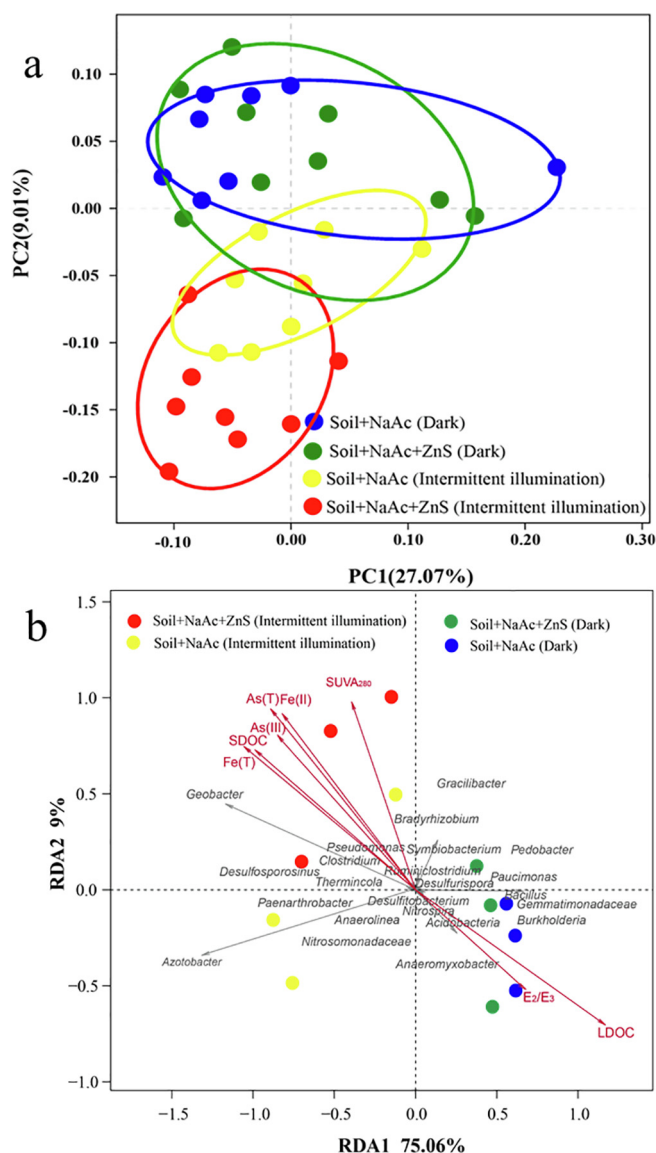 a
0.10
0.05
0.00
-0.05
-0.10
-0.15
-0.20
PC2(9.01%)
Soil+NaAc (Dark)
Soil+NaAc+ZnS (Dark)
Soil+NaAc (Intermittent illumination)
Soil+NaAc+ZnS (Intermittent illumination)
-0.10 0.00 0.10 0.20 0.30
PC1(27.07%)
b
1.5
1.0
0.5
0.0
−0.5
−1.0
RDA2 9%
Soil+NaAc+ZnS (Intermittent illumination)
Soil+NaAc (Intermittent illumination)
Soil+NaAc+ZnS (Dark)
Soil+NaAc (Dark)
SUVA280
As(T) Fe(II)
As(III)
SDOC
Fe(T)
Geobacter
Gracilibacter
Bradyrhizobium
Pseudomonas Symbiobacterium Pedobacter
Clostridium
Desulfosporosinus Ruminiclostridium Paucimonas
Thermincola Desulfurispora
Bacillus
Paenarthrobacter Desulfitobacterium Gemmatimonadaceae
Nitrospira
Anaerolinea Acidobacteria Burkholderia
Nitrosomonadaceae
Azotobacter Anaeromyxobacter
E2/E3
LDOC
−1.5 −1.0 −0.5 0.0 0.5 1.0
RDA1 75.06%